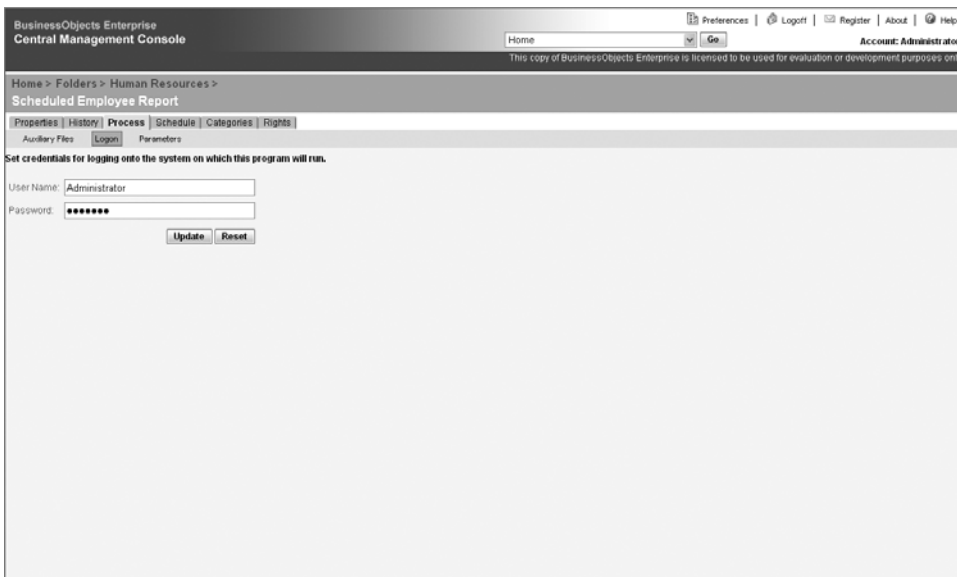 BusinessObjects Enterprise
Central Management Console
Preferences | Logoff | Register | About | Help
Home Go
Account: Administrator
This copy of BusinessObjects Enterprise is licensed to be used for evaluation or development purposes onl
Home > Folders > Human Resources >
Scheduled Employee Report
Properties | History | Process | Schedule | Categories | Rights |
Auxiliary Files Logon Parameters
Set credentials for logging onto the system on which this program will run.
User Name: Administrator
Password: •••••••
Update Reset